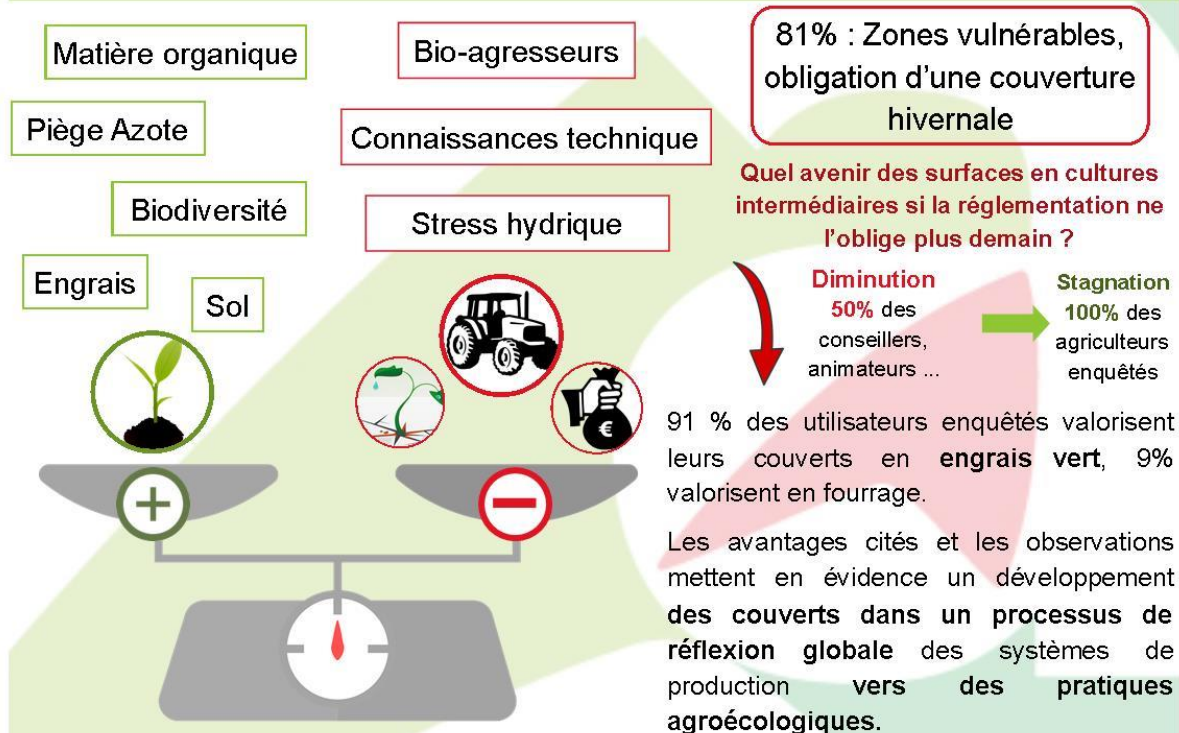 Matière organique
Piège Azote
Biodiversité
Engrais
Sol
Bio-agresseurs
Connaissances technique
Stress hydrique
€
+
−
81% : Zones vulnérables,
obligation d'une couverture
hivernale
Quel avenir des surfaces en cultures
intermédiaires si la réglementation ne
l'oblige plus demain ?
Diminution
50% des
conseillers,
animateurs ...
Stagnation
100% des
agriculteurs
enquêtés
91 % des utilisateurs enquêtés valorisent
leurs couverts en engrais vert, 9%
valorisent en fourrage.
Les avantages cités et les observations
mettent en évidence un développement
des couverts dans un processus de
réflexion globale des systèmes de
production vers des pratiques
agroécologiques.